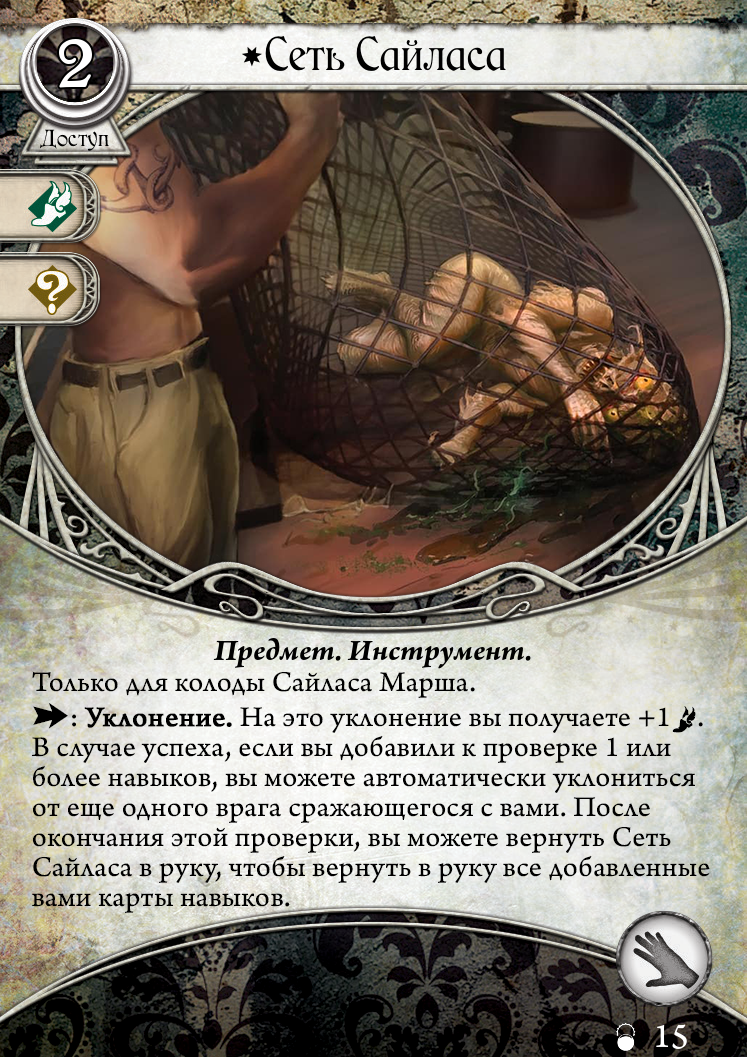 2
Сеть Сайласа
Доступ
?
Предмет. Инструмент.
Только для колоды Сайласа Марша.
: Уклонение. На это уклонение вы получаете +1.
В случае успеха, если вы добавили к проверке 1 или
более навыков, вы можете автоматически уклониться
от еще одного врага сражающегося с вами. После
окончания этой проверки, вы можете вернуть Сеть
Сайласа в руку, чтобы вернуть в руку все добавленные
вами карты навыков.
15